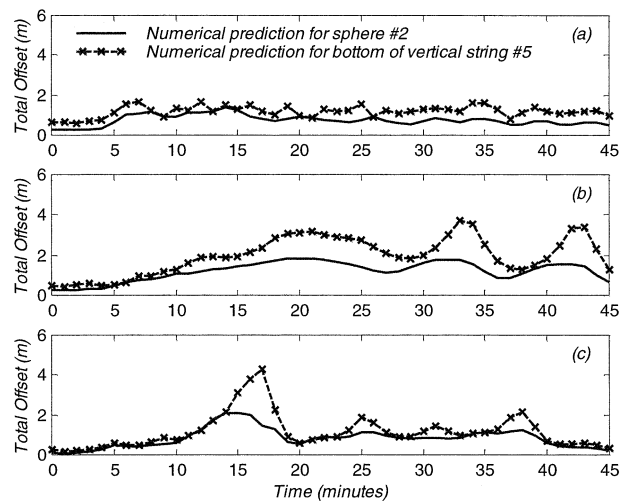 Total Offset (m)
6
4
2
0
Numerical prediction for sphere #2
Numerical prediction for bottom of vertical string #5
(a)
0 5 10 15 20 25 30 35 40 45
Total Offset (m)
6
4
2
0
(b)
0 5 10 15 20 25 30 35 40 45
Total Offset (m)
6
4
2
0
(c)
0 5 10 15 20 25 30 35 40 45
Time (minutes)